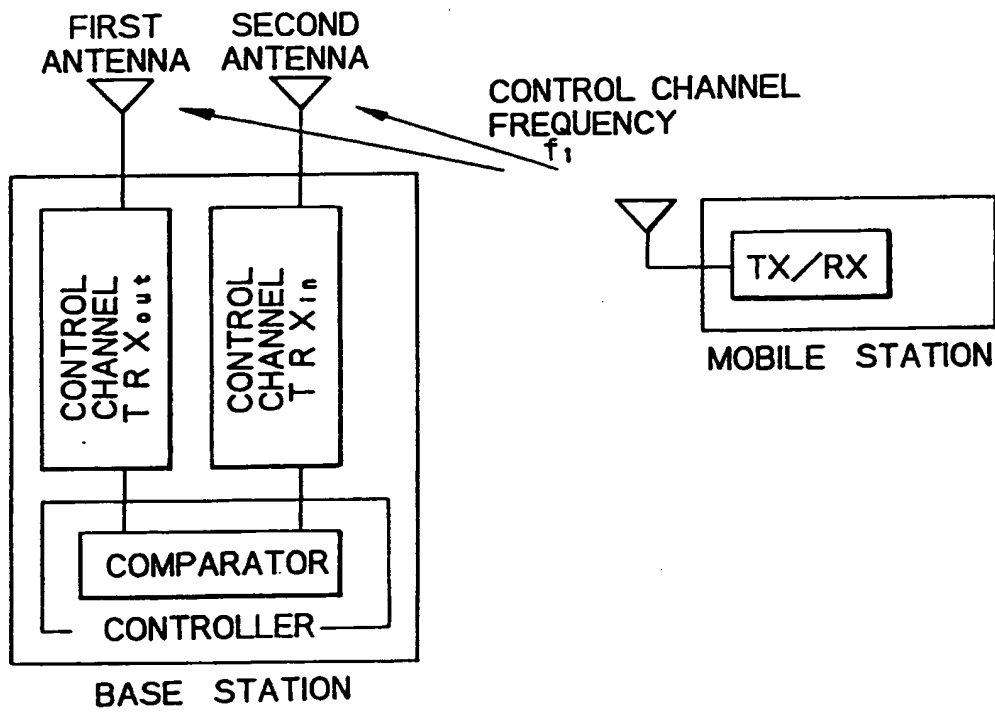 FIRST
ANTENNA
SECOND
ANTENNA
CONTROL CHANNEL
FREQUENCY
f1
CONTROL
CHANNEL
TRXout
CONTROL
CHANNEL
TRXin
TX/RX
MOBILE STATION
COMPARATOR
CONTROLLER
BASE STATION